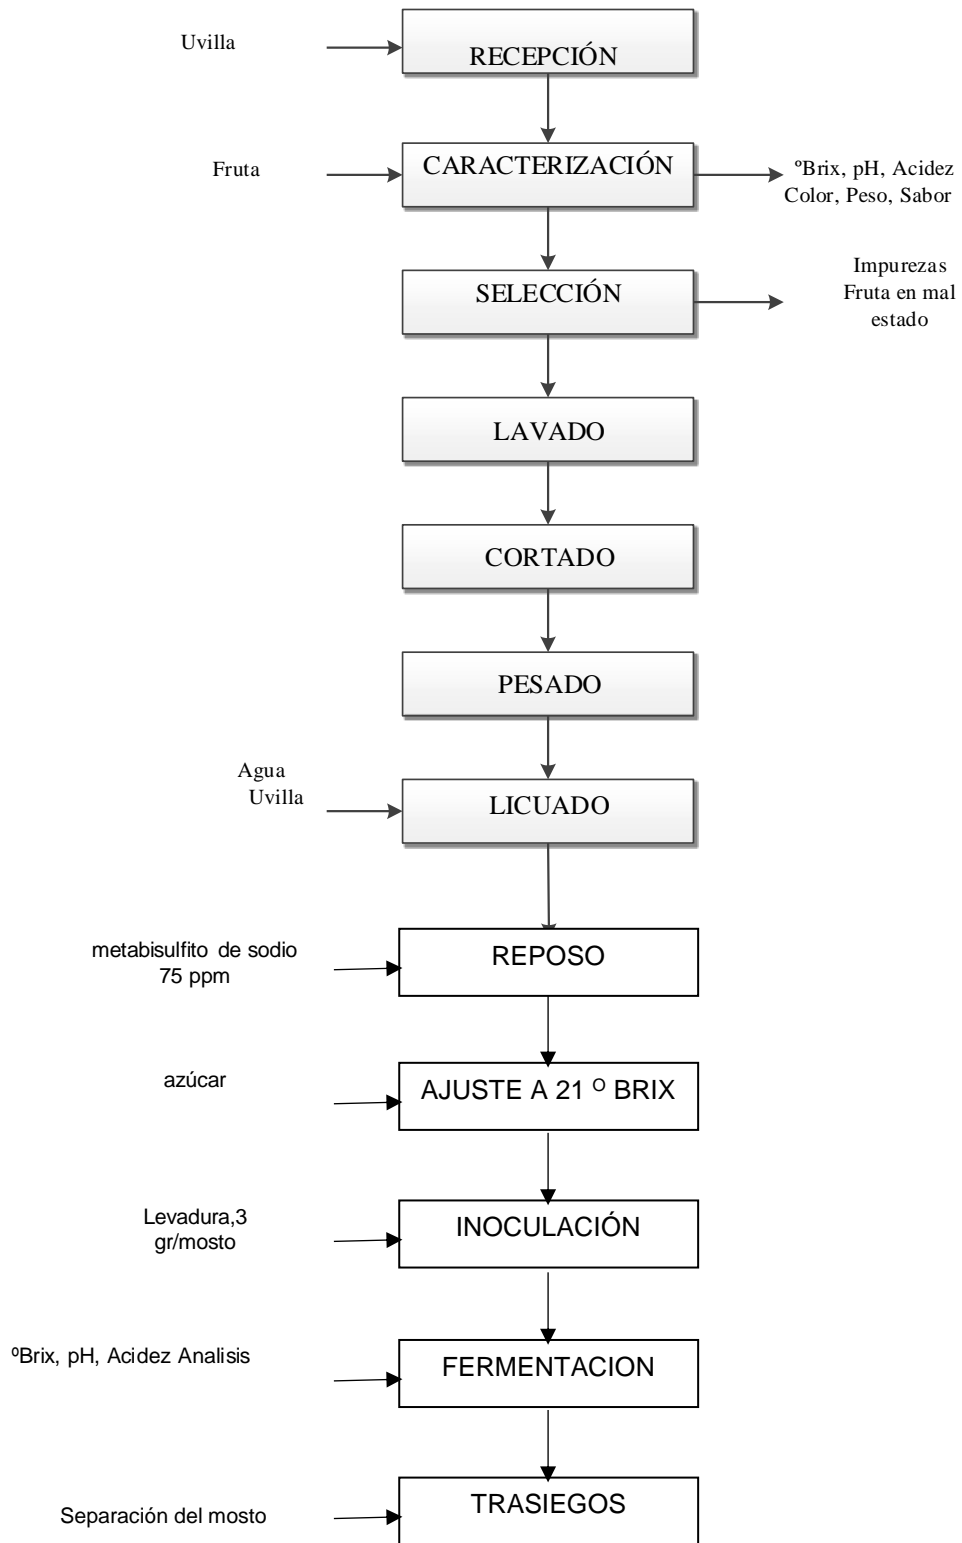 Uvilla
RECEPCIÓN
Fruta
CARACTERIZACIÓN
ºBrix, pH, Acidez
Color, Peso, Sabor
SELECCIÓN
Impurezas
Fruta en mal
estado
LAVADO
CORTADO
PESADO
Agua
Uvilla
LICUADO
metabisulfito de sodio
75 ppm
REPOSO
azúcar
AJUSTE A 21 º BRIX
Levadura,3
gr/mosto
INOCULACIÓN
ºBrix, pH, Acidez Analisis
FERMENTACION
Separación del mosto
TRASIEGOS